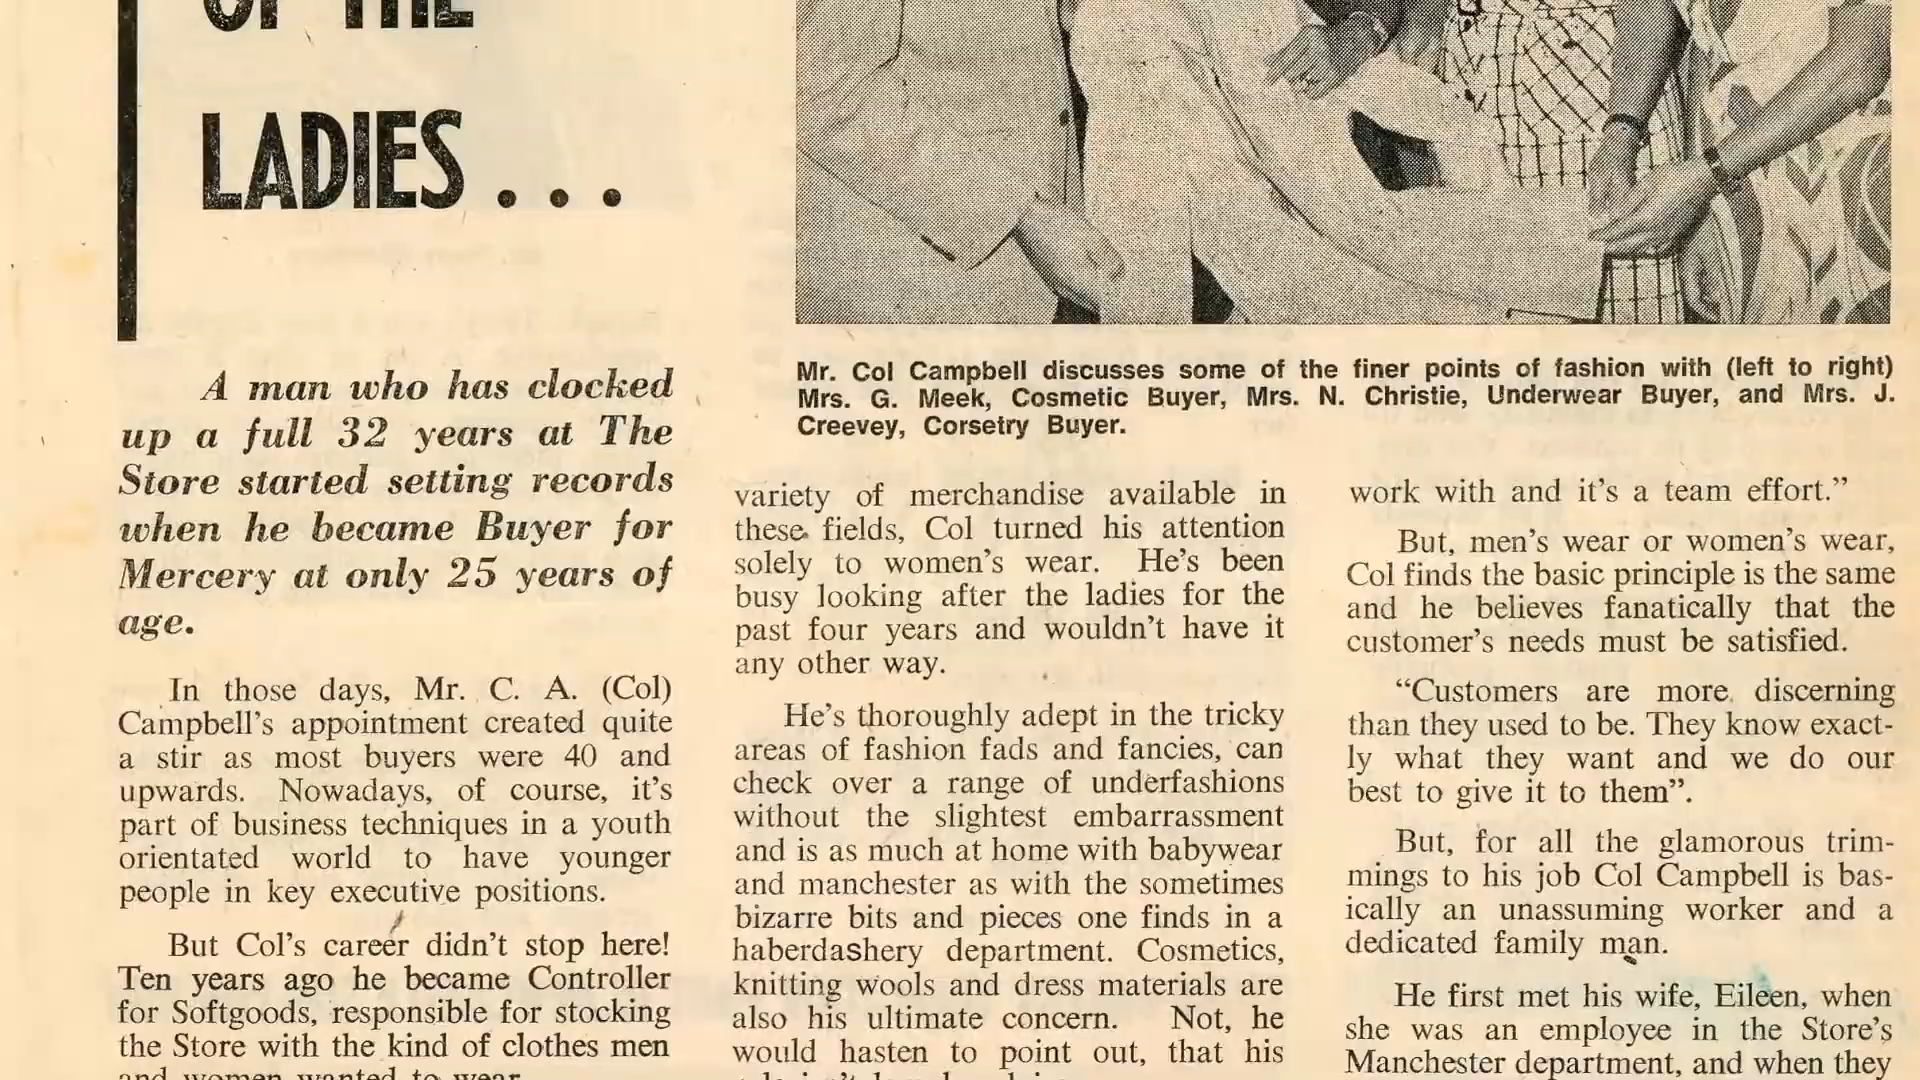 OF THE
LADIES...
Mr. Col Campbell discusses some of the finer points of fashion with (left to right)
Mrs. G. Meek, Cosmetic Buyer, Mrs. N. Christie, Underwear Buyer, and Mrs. J.
Creevey, Corsetry Buyer.
A man who has clocked
up a full 32 years at The
Store started setting records
when he became Buyer for
Mercery at only 25 years of
age.
In those days, Mr. C. A. (Col)
Campbell's appointment created quite
a stir as most buyers were 40 and
upwards. Nowadays, of course, it's
part of business techniques in a youth
orientated world to have younger
people in key executive positions.
But Col's career didn't stop here!
Ten years ago he became Controller
for Softgoods, responsible for stocking
the Store with the kind of clothes men
and women wanted to wear.
variety of merchandise available in
these fields, Col turned his attention
solely to women's wear. He's been
busy looking after the ladies for the
past four years and wouldn't have it
any other way.
He's thoroughly adept in the tricky
areas of fashion fads and fancies, can
check over a range of underfashions
without the slightest embarrassment
and is as much at home with babywear
and manchester as with the sometimes
bizarre bits and pieces one finds in a
haberdashery department. Cosmetics,
knitting wools and dress materials are
also his ultimate concern. Not, he
would hasten to point out, that his
work with and it's a team effort."
But, men's wear or women's wear,
Col finds the basic principle is the same
and he believes fanatically that the
customer's needs must be satisfied.
"Customers are more discerning
than they used to be. They know exact-
ly what they want and we do our
best to give it to them".
But, for all the glamorous trim-
mings to his job Col Campbell is bas-
ically an unassuming worker and a
dedicated family man.
He first met his wife, Eileen, when
she was an employee in the Store's
Manchester department, and when they